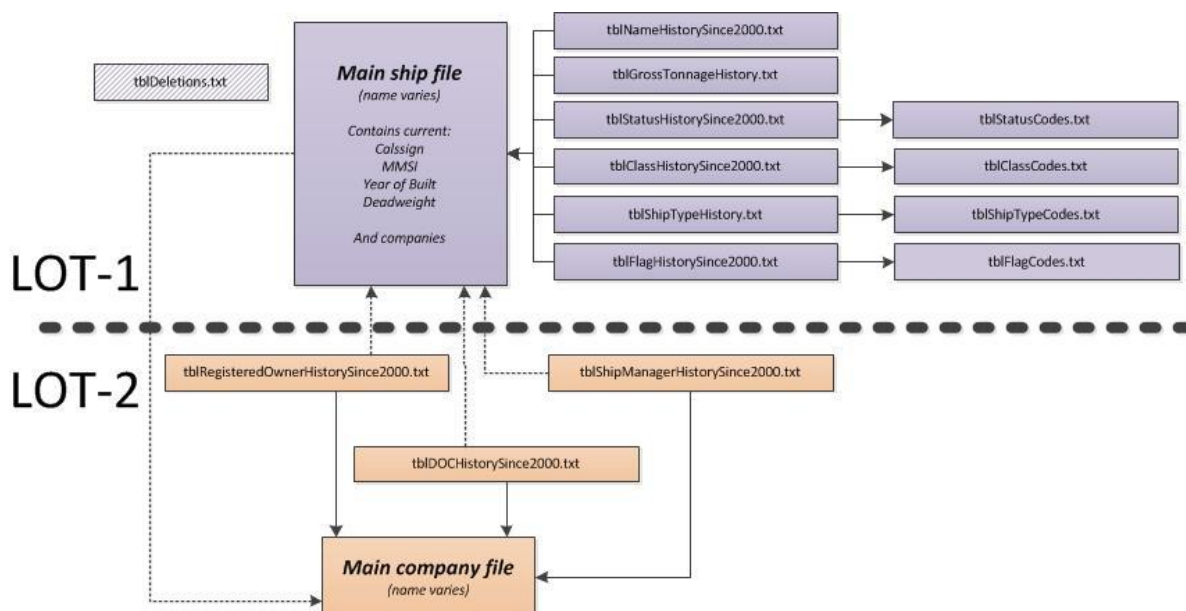 tblDeletions.txt
Main ship file
(name varies)
Contains current:
Calssign
MMSI
Year of Built
Deadweight
And companies
tblNameHistorySince2000.txt
tblGrossTonnageHistory.txt
tblStatusHistorySince2000.txt
tblStatusCodes.txt
tblClassHistorySince2000.txt
tblClassCodes.txt
tblShipTypeHistory.txt
tblShipTypeCodes.txt
tblFlagHistorySince2000.txt
tblFlagCodes.txt
LOT-1
LOT-2
tblRegisteredOwnerHistorySince2000.txt
tblShipManagerHistorySince2000.txt
tblDOCHistorySince2000.txt
Main company file
(name varies)